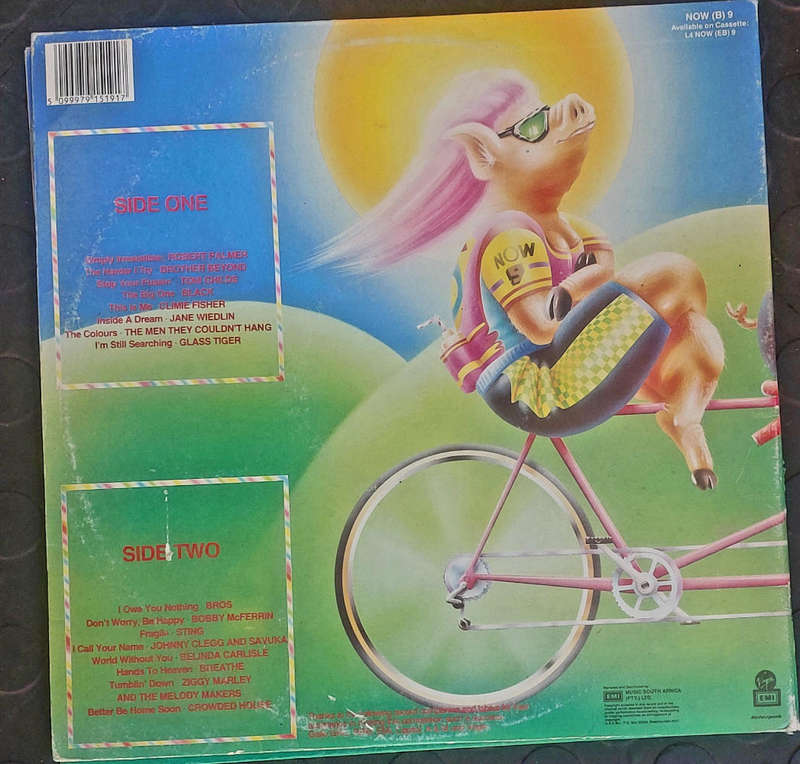 NOW (B) 9
Available on Cassette:
L4 NOW (EB) 9
5 099979 151917
SIDE ONE
Simply Irresistible · ROBERT PALMER
The Harder I Try · BROTHER BEYOND
TONI CHILDS
The Big One · BLACK
This Is Me · CLIMIE FISHER
Inside A Dream · JANE WIEDLIN
The Colours · THE MEN THEY COULDN'T HANG
I'm Still Searching · GLASS TIGER
NOW
9
SIDE TWO
I Owe You Nothing · BROS
Don't Worry, Be Happy · BOBBY McFERRIN
Fragile · STING
I Call Your Name · JOHNNY CLEGG AND SAVUKA
World Without You · BELINDA CARLISLE
Hands To Heaven · BREATHE
Tumblin' Down · ZIGGY MARLEY
AND THE MELODY MAKERS
Better Be Home Soon · CROWDED HOUSE
EMI
MUSIC SOUTH AFRICA
(PTY.) LTD.
Virgin
EMI